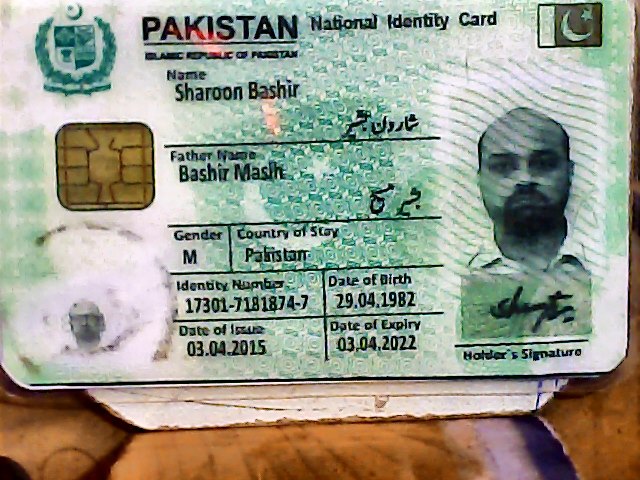 PAKISTAN National Identity Card
ISLAMIC REPUBLIC OF PAKISTAN
Name
Sharoon Bashir
شارون بشیر
Father Name
Bashir Masih
بشیر مسیح
Gender Country of Stay
M Pakistan
Identity Number Date of Birth
17301-7181874-7 29.04.1982
Date of Issue Date of Expiry
03.04.2015 03.04.2022
Holder's Signature